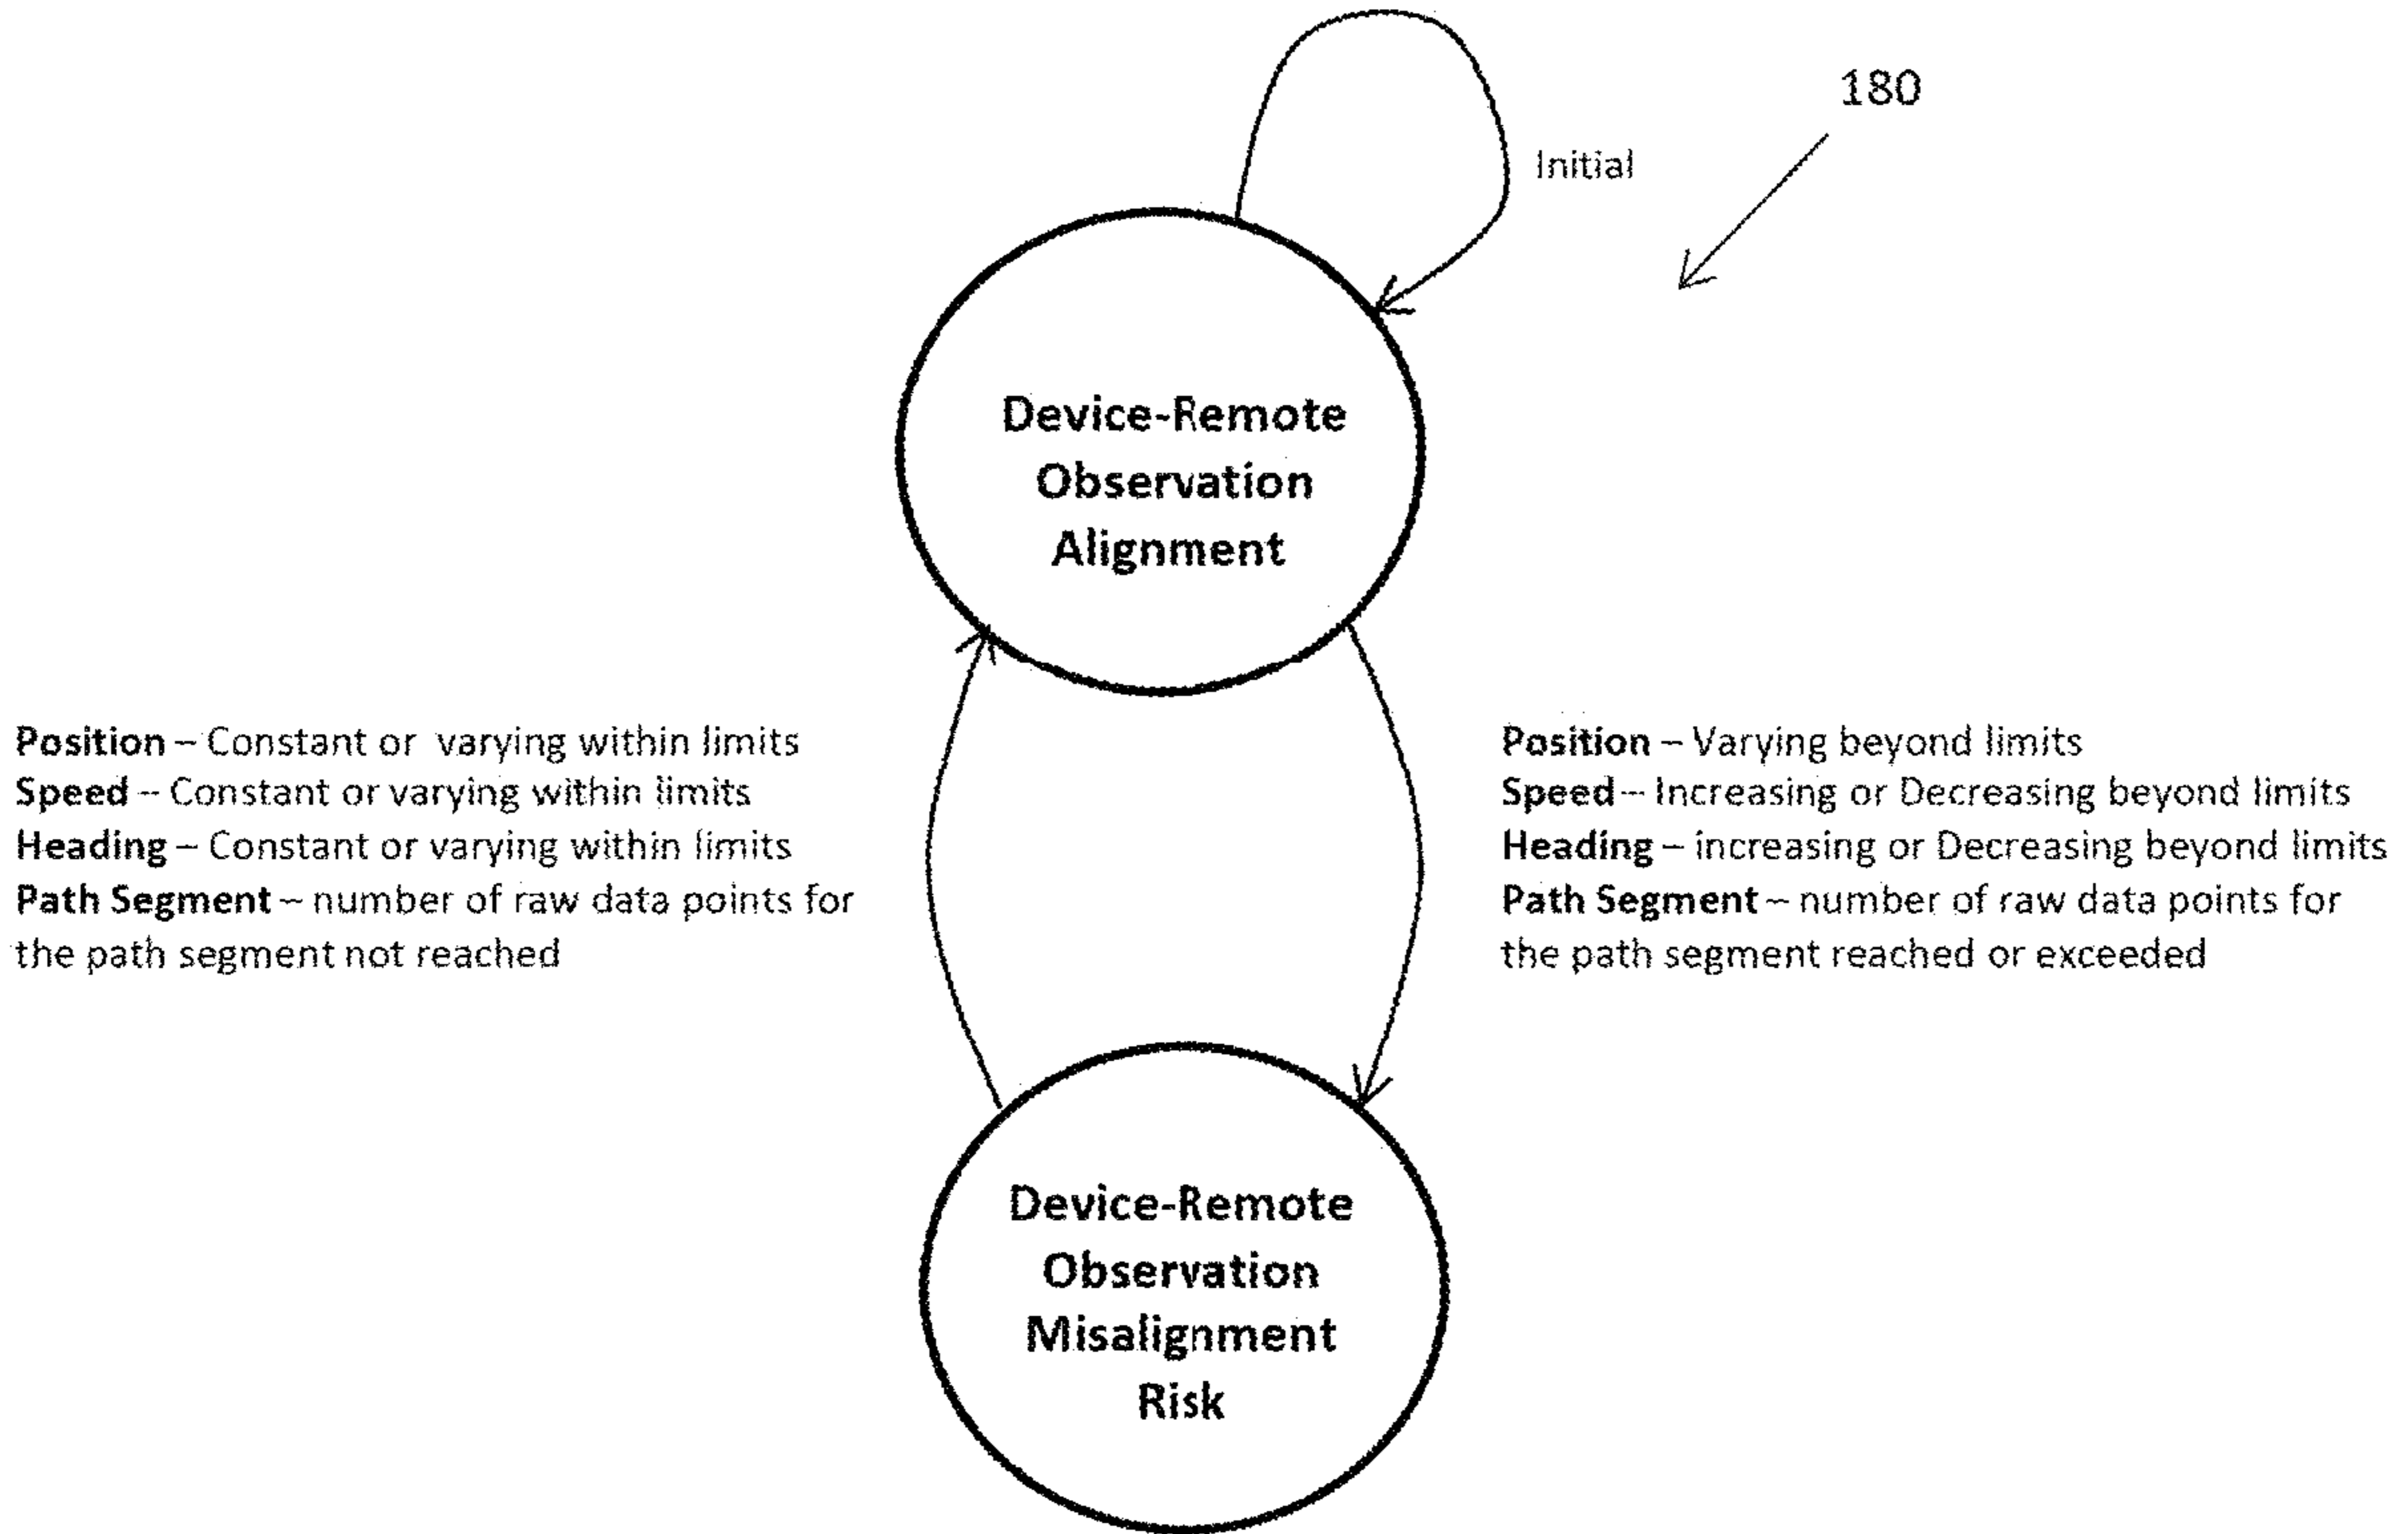 180
Initial
Device-Remote
Observation
Alignment
Position – Constant or varying within limits
Speed – Constant or varying within limits
Heading – Constant or varying within limits
Path Segment – number of raw data points for
the path segment not reached
Position – Varying beyond limits
Speed – Increasing or Decreasing beyond limits
Heading – increasing or Decreasing beyond limits
Path Segment – number of raw data points for
the path segment reached or exceeded
Device-Remote
Observation
Misalignment
Risk